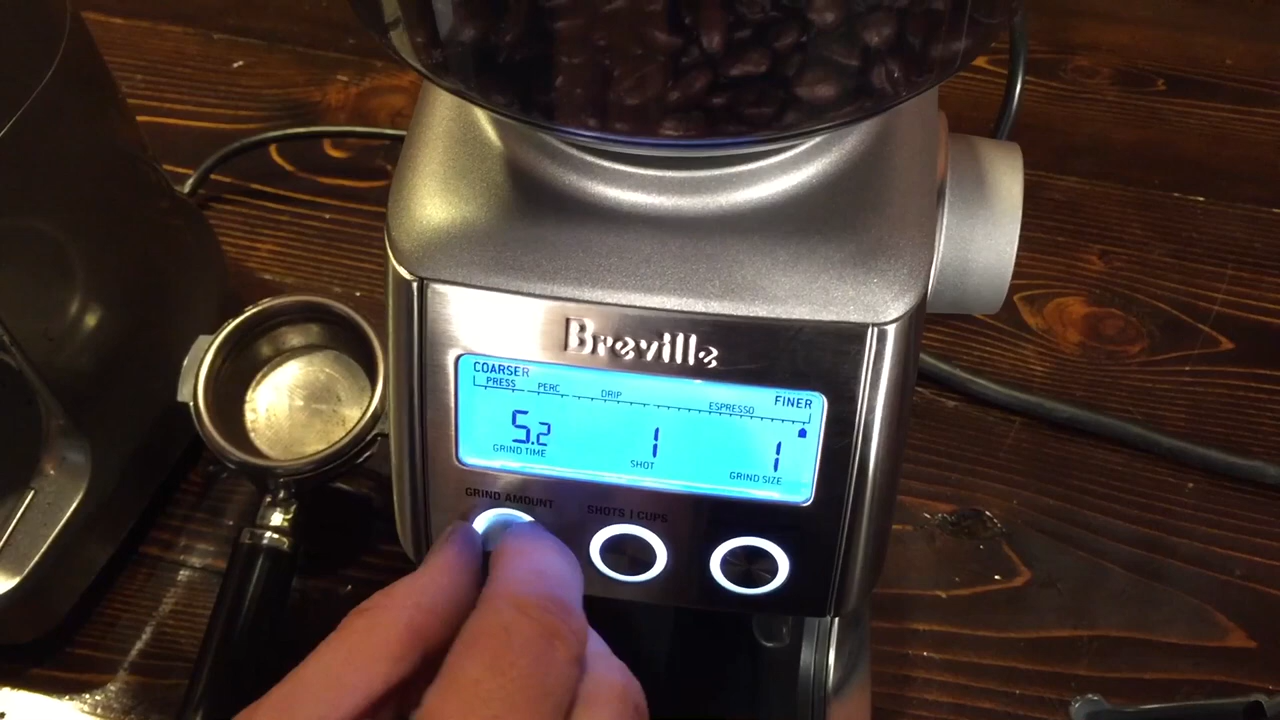 Breville
COARSER FINER
PRESS PERC DRIP ESPRESSO
5.2 1 1
GRIND TIME SHOT GRIND SIZE
GRIND AMOUNT SHOTS | CUPS